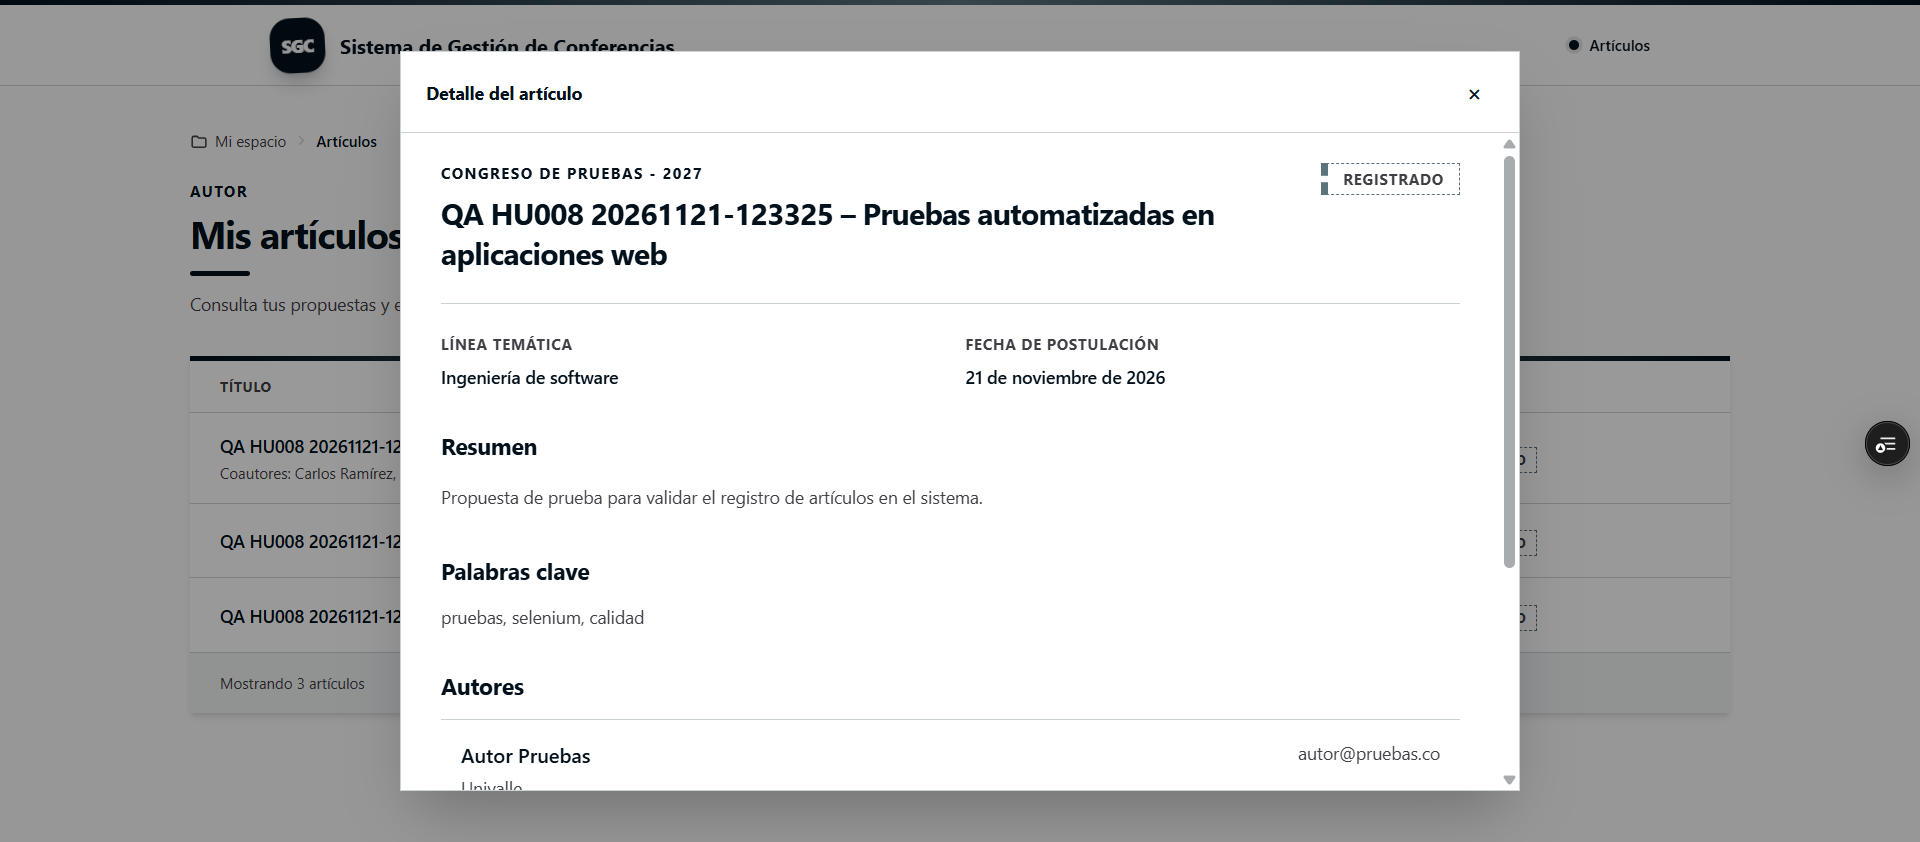 SGC
Sistema de Gestión de Conferencias
Artículos
Mi espacio
Artículos
AUTOR
Mis artículos
Consulta tus propuestas y
TÍTULO
QA HU008 20261121-12
Coautores: Carlos Ramírez,
QA HU008 20261121-12
QA HU008 20261121-12
Mostrando 3 artículos
Detalle del artículo
×
CONGRESO DE PRUEBAS - 2027
REGISTRADO
QA HU008 20261121-123325 – Pruebas automatizadas en
aplicaciones web
LÍNEA TEMÁTICA
FECHA DE POSTULACIÓN
Ingeniería de software
21 de noviembre de 2026
Resumen
Propuesta de prueba para validar el registro de artículos en el sistema.
Palabras clave
pruebas, selenium, calidad
Autores
Autor Pruebas
autor@pruebas.co
Univalle